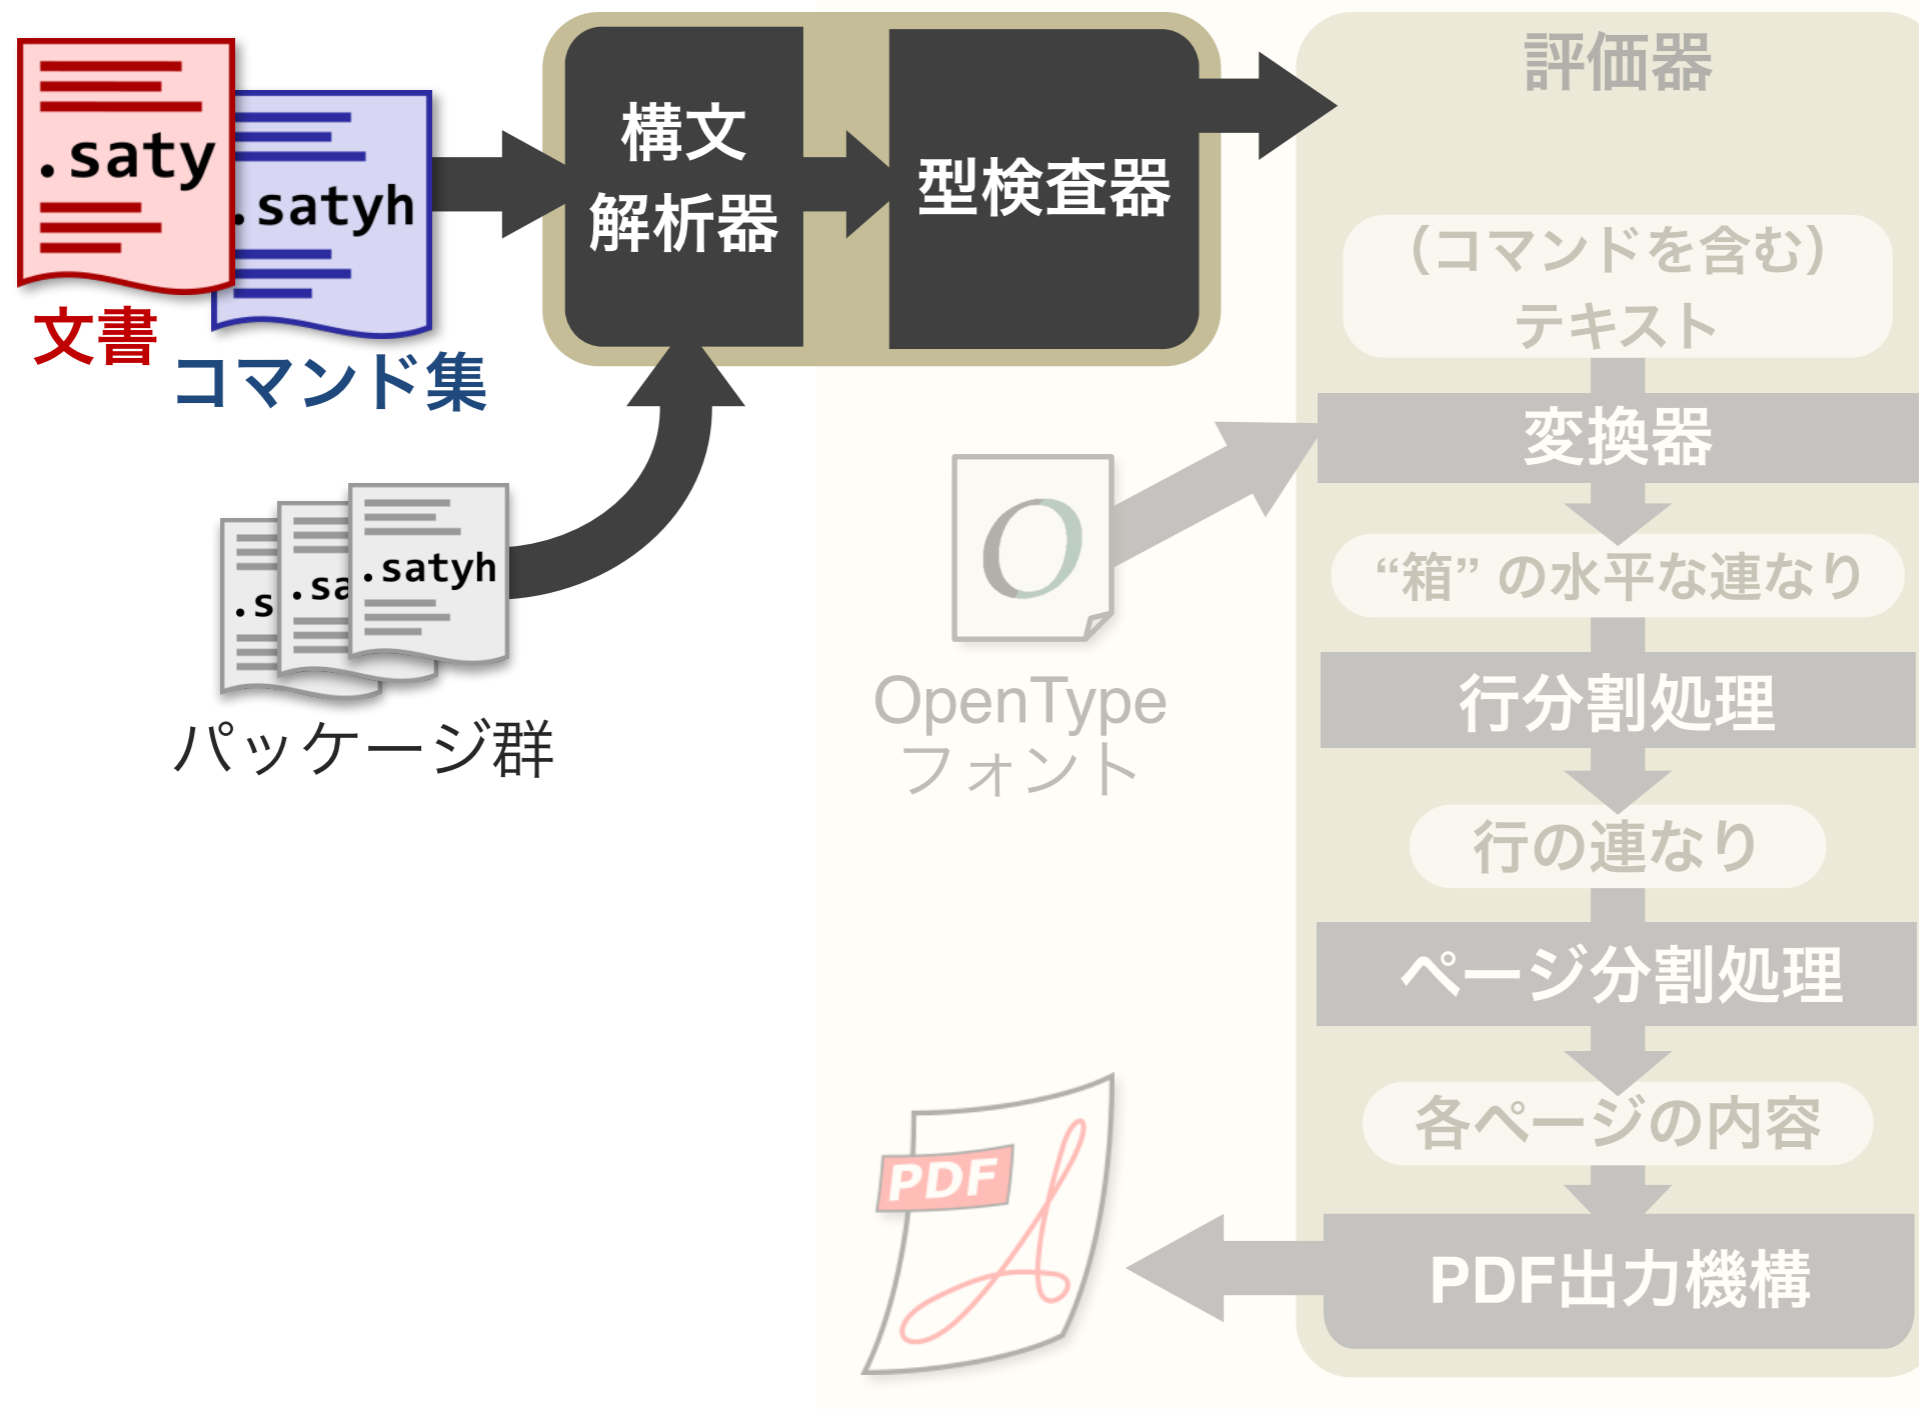 .saty
.satyh
文書
コマンド集
構文
解析器
型検査器
.s
.sa
.satyh
パッケージ群
OpenType
フォント
PDF
評価器
（コマンドを含む）
テキスト
変換器
“箱” の水平な連なり
行分割処理
行の連なり
ページ分割処理
各ページの内容
PDF出力機構